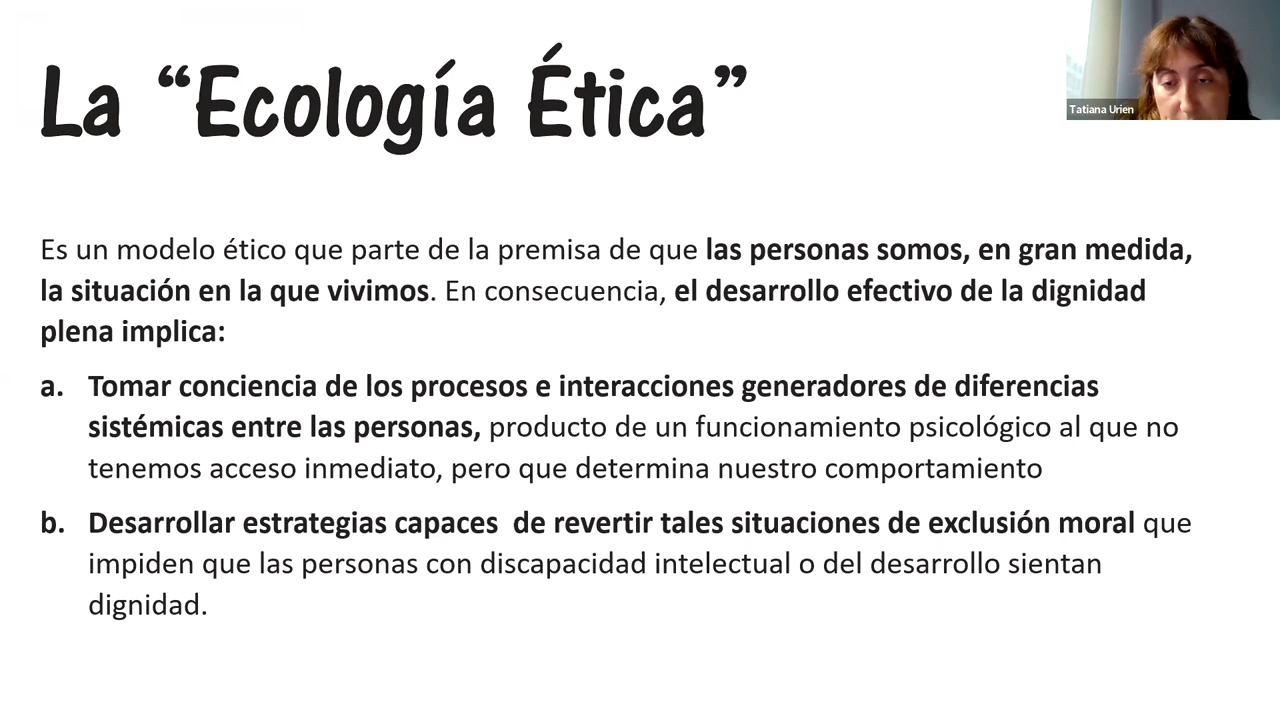 La “Ecología Ética”
Tatiana Urien
Es un modelo ético que parte de la premisa de que las personas somos, en gran medida,
la situación en la que vivimos. En consecuencia, el desarrollo efectivo de la dignidad
plena implica:
a. Tomar conciencia de los procesos e interacciones generadores de diferencias
sistémicas entre las personas, producto de un funcionamiento psicológico al que no
tenemos acceso inmediato, pero que determina nuestro comportamiento
b. Desarrollar estrategias capaces  de revertir tales situaciones de exclusión moral que
impiden que las personas con discapacidad intelectual o del desarrollo sientan
dignidad.